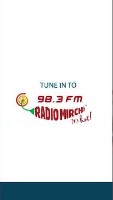 TUNE IN TO
98.3 FM
RADIO MIRCHI
It's hot!